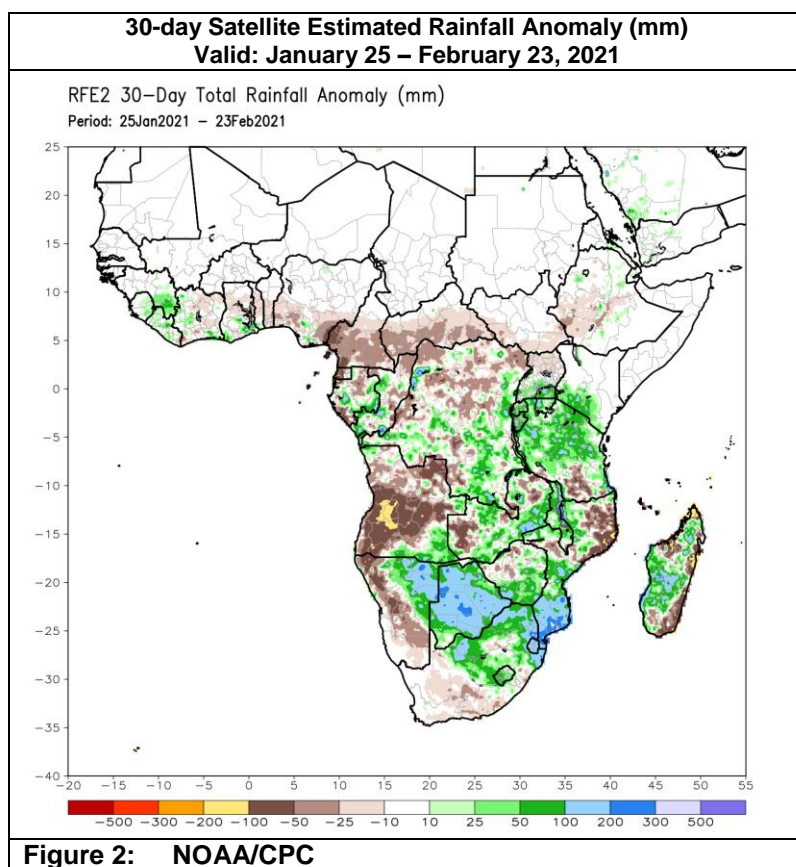 30-day Satellite Estimated Rainfall Anomaly (mm)
Valid: January 25 – February 23, 2021
RFE2 30-Day Total Rainfall Anomaly (mm)
Period: 25Jan2021 – 23Feb2021
25
20
15
10
5
0
-5
-10
-15
-20
-25
-30
-35
-40
-20 -15 -10 -5 0 5 10 15 20 25 30 35 40 45 50 55
-500 -300 -200 -100 -50 -25 -10 10 25 50 100 200 300 500
Figure 2: NOAA/CPC